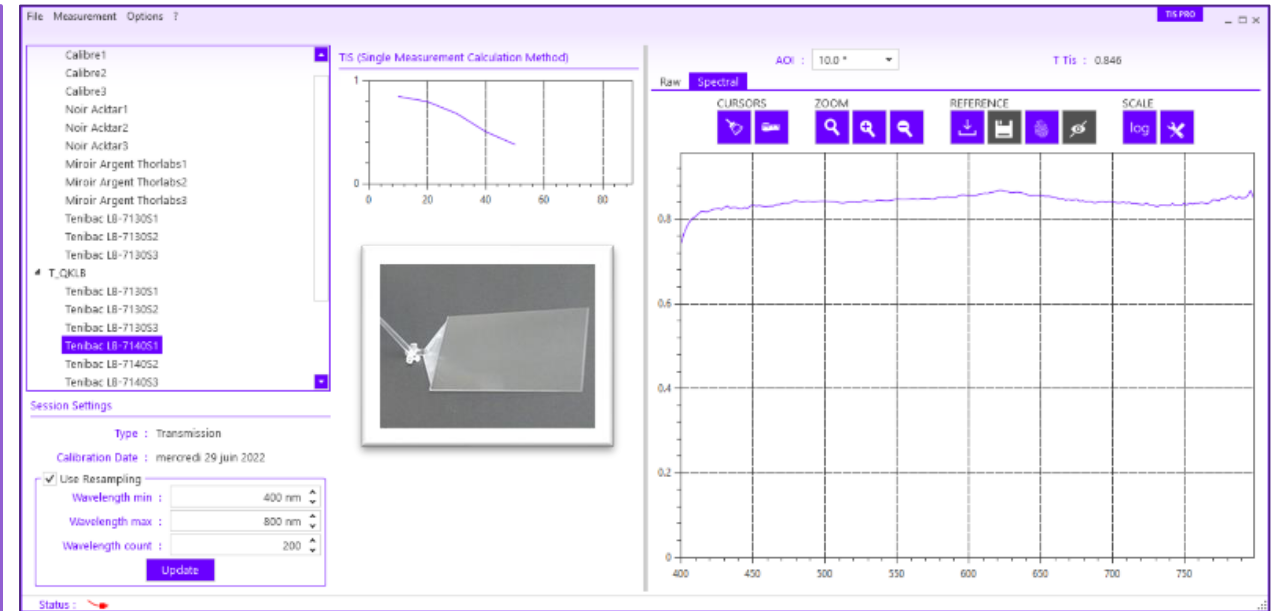 File Measurement Options ?
TIS PRO
Calibre1
Calibre2
Calibre3
Noir Acktar1
Noir Acktar2
Noir Acktar3
Miroir Argent Thorlabs1
Miroir Argent Thorlabs2
Miroir Argent Thorlabs3
Tenibac LB-7130S1
Tenibac LB-7130S2
Tenibac LB-7130S3
T_QKLB
Tenibac LB-7130S1
Tenibac LB-7130S2
Tenibac LB-7130S3
Tenibac LB-7140S1
Tenibac LB-7140S2
Tenibac LB-7140S3
Session Settings
Type : Transmission
Calibration Date : mercredi 29 juin 2022
Use Resampling
Wavelength min : 400 nm
Wavelength max : 800 nm
Wavelength count : 200
Update
Status :
TIS (Single Measurement Calculation Method)
1
0
0 20 40 60 80
AOI : 10.0 °
T Tis : 0.846
Raw Spectral
CURSORS ZOOM REFERENCE SCALE
log
0.8
0.6
0.4
0.2
0
400 450 500 550 600 650 700 750